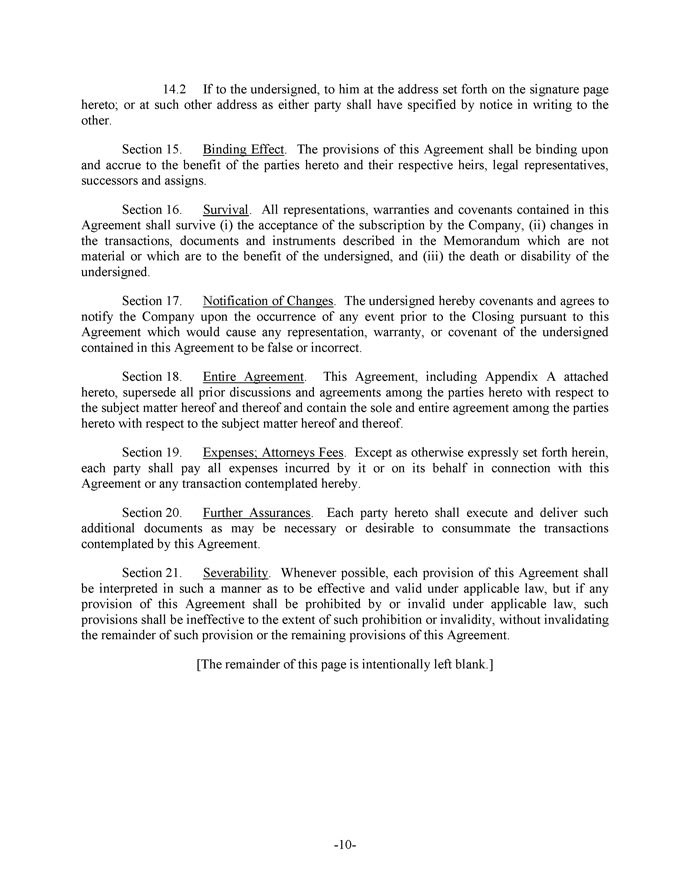 14.2 If to the undersigned, to him at the address set forth on the signature page
hereto; or at such other address as either party shall have specified by notice in writing to the
other.
Section 15. Binding Effect. The provisions of this Agreement shall be binding upon
and accrue to the benefit of the parties hereto and their respective heirs, legal representatives,
successors and assigns.
Section 16. Survival. All representations, warranties and covenants contained in this
Agreement shall survive (i) the acceptance of the subscription by the Company, (ii) changes in
the transactions, documents and instruments described in the Memorandum which are not
material or which are to the benefit of the undersigned, and (iii) the death or disability of the
undersigned.
Section 17. Notification of Changes. The undersigned hereby covenants and agrees to
notify the Company upon the occurrence of any event prior to the Closing pursuant to this
Agreement which would cause any representation, warranty, or covenant of the undersigned
contained in this Agreement to be false or incorrect.
Section 18. Entire Agreement. This Agreement, including Appendix A attached
hereto, supersede all prior discussions and agreements among the parties hereto with respect to
the subject matter hereof and thereof and contain the sole and entire agreement among the parties
hereto with respect to the subject matter hereof and thereof.
Section 19. Expenses; Attorneys Fees. Except as otherwise expressly set forth herein,
each party shall pay all expenses incurred by it or on its behalf in connection with this
Agreement or any transaction contemplated hereby.
Section 20. Further Assurances. Each party hereto shall execute and deliver such
additional documents as may be necessary or desirable to consummate the transactions
contemplated by this Agreement.
Section 21. Severability. Whenever possible, each provision of this Agreement shall
be interpreted in such a manner as to be effective and valid under applicable law, but if any
provision of this Agreement shall be prohibited by or invalid under applicable law, such
provisions shall be ineffective to the extent of such prohibition or invalidity, without invalidating
the remainder of such provision or the remaining provisions of this Agreement.
[The remainder of this page is intentionally left blank.]
-10-